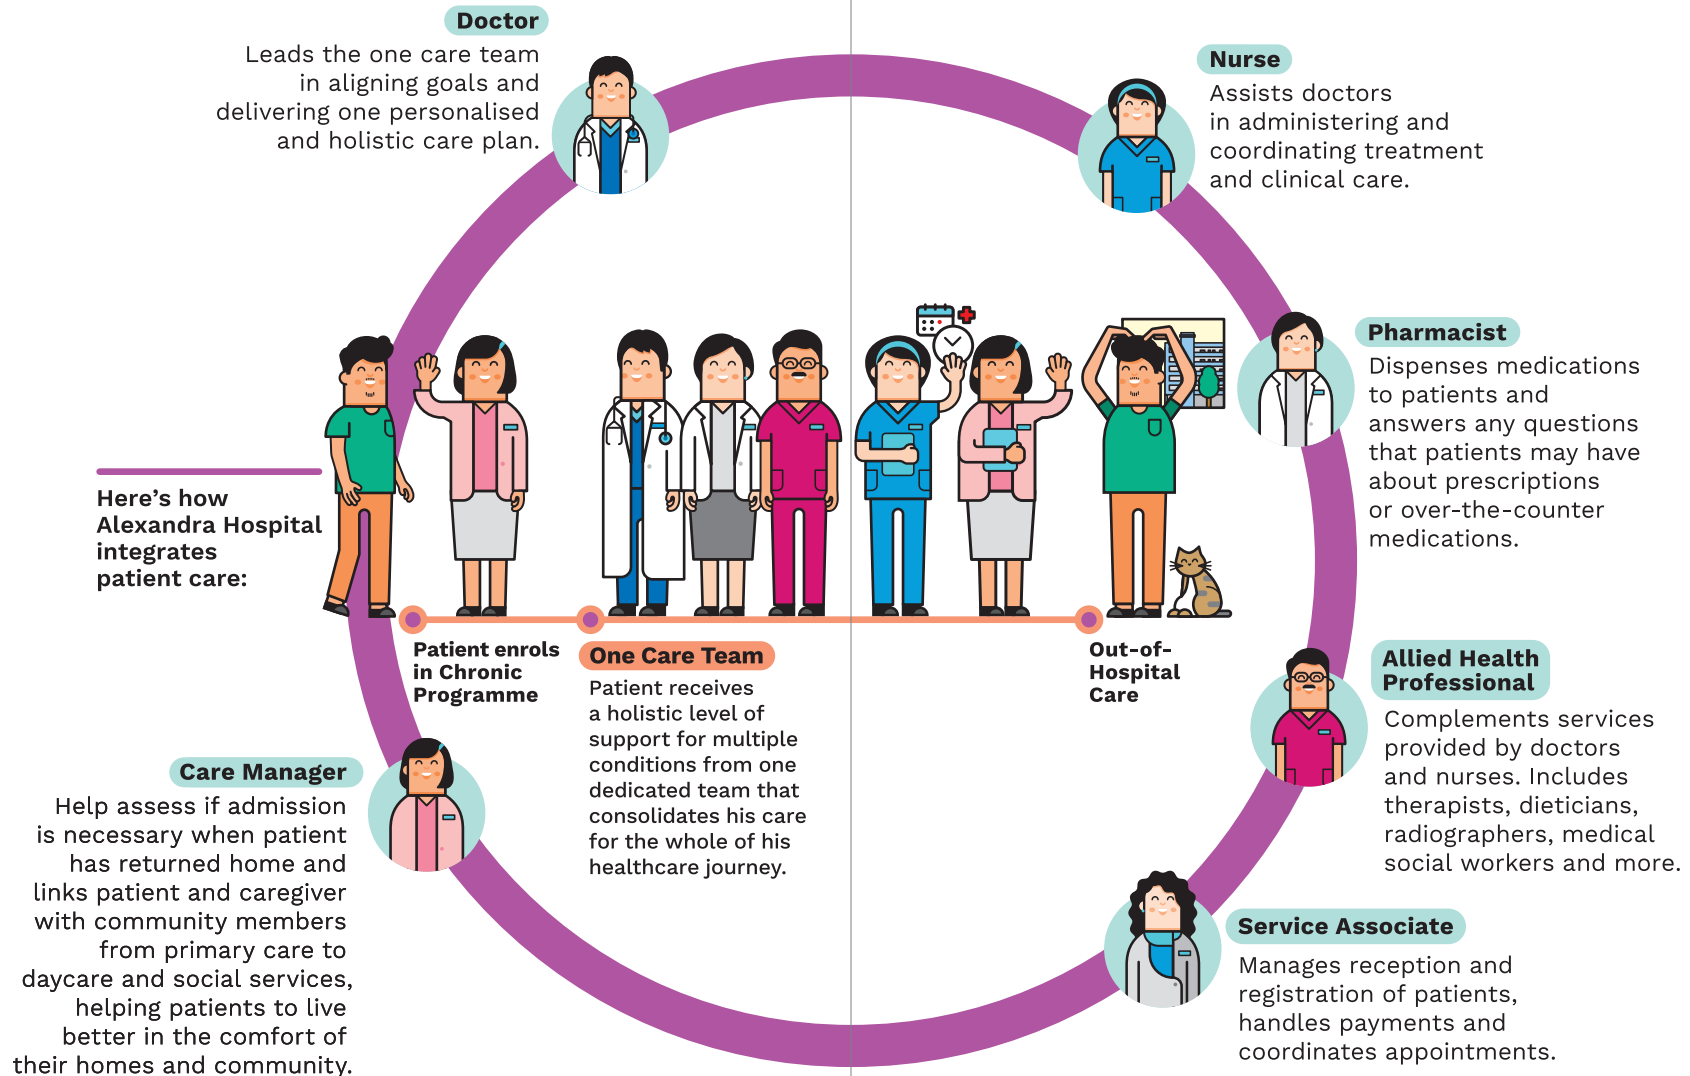 Doctor
Leads the one care team
in aligning goals and
delivering one personalised
and holistic care plan.
Nurse
Assists doctors
in administering and
coordinating treatment
and clinical care.
Pharmacist
Dispenses medications
to patients and
answers any questions
that patients may have
about prescriptions
or over-the-counter
medications.
Here’s how
Alexandra Hospital
integrates
patient care:
Patient enrols
in Chronic
Programme
One Care Team
Patient receives
a holistic level of
support for multiple
conditions from one
dedicated team that
consolidates his care
for the whole of his
healthcare journey.
Out-of-
Hospital
Care
Allied Health
Professional
Complements services
provided by doctors
and nurses. Includes
therapists, dieticians,
radiographers, medical
social workers and more.
Care Manager
Help assess if admission
is necessary when patient
has returned home and
links patient and caregiver
with community members
from primary care to
daycare and social services,
helping patients to live
better in the comfort of
their homes and community.
Service Associate
Manages reception and
registration of patients,
handles payments and
coordinates appointments.